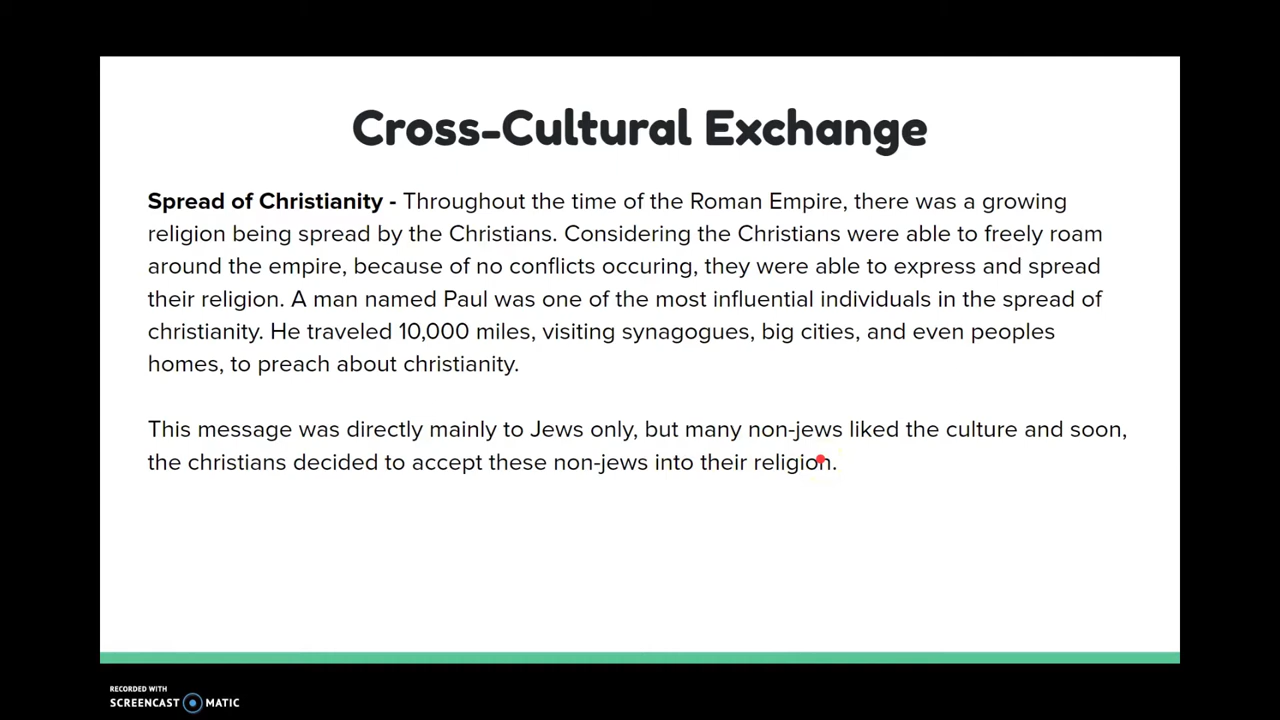 Cross-Cultural Exchange
Spread of Christianity - Throughout the time of the Roman Empire, there was a growing
religion being spread by the Christians. Considering the Christians were able to freely roam
around the empire, because of no conflicts occuring, they were able to express and spread
their religion. A man named Paul was one of the most influential individuals in the spread of
christianity. He traveled 10,000 miles, visiting synagogues, big cities, and even peoples
homes, to preach about christianity.
This message was directly mainly to Jews only, but many non-jews liked the culture and soon,
the christians decided to accept these non-jews into their religion.
RECORDED WITH
SCREENCAST MATIC